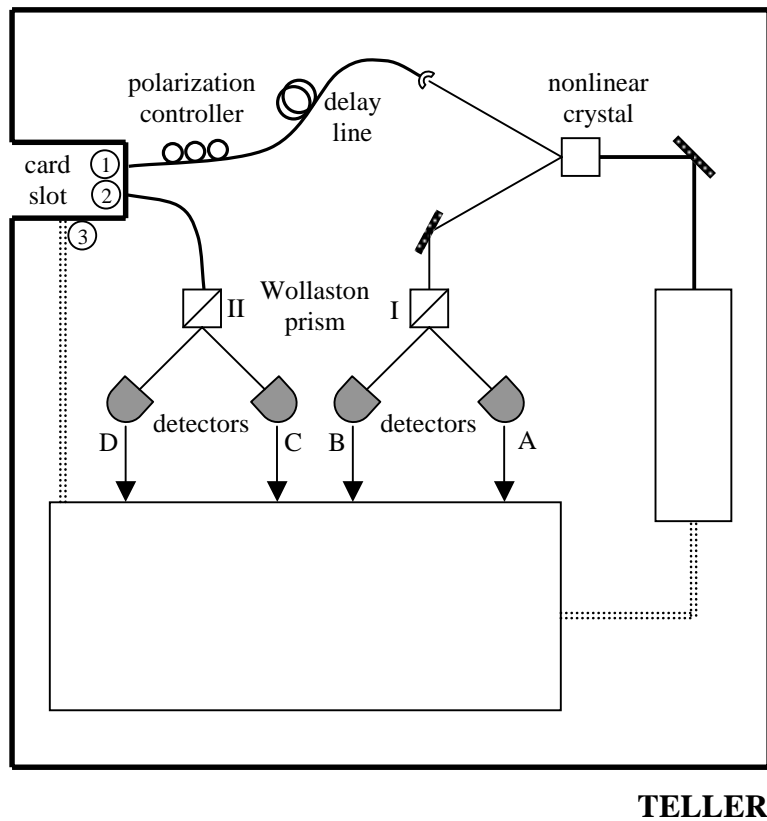 polarization
controller
delay
line
nonlinear
crystal
card
slot
1
2
3
Wollaston
prism
II
I
detectors
detectors
D
C
B
A
TELLER